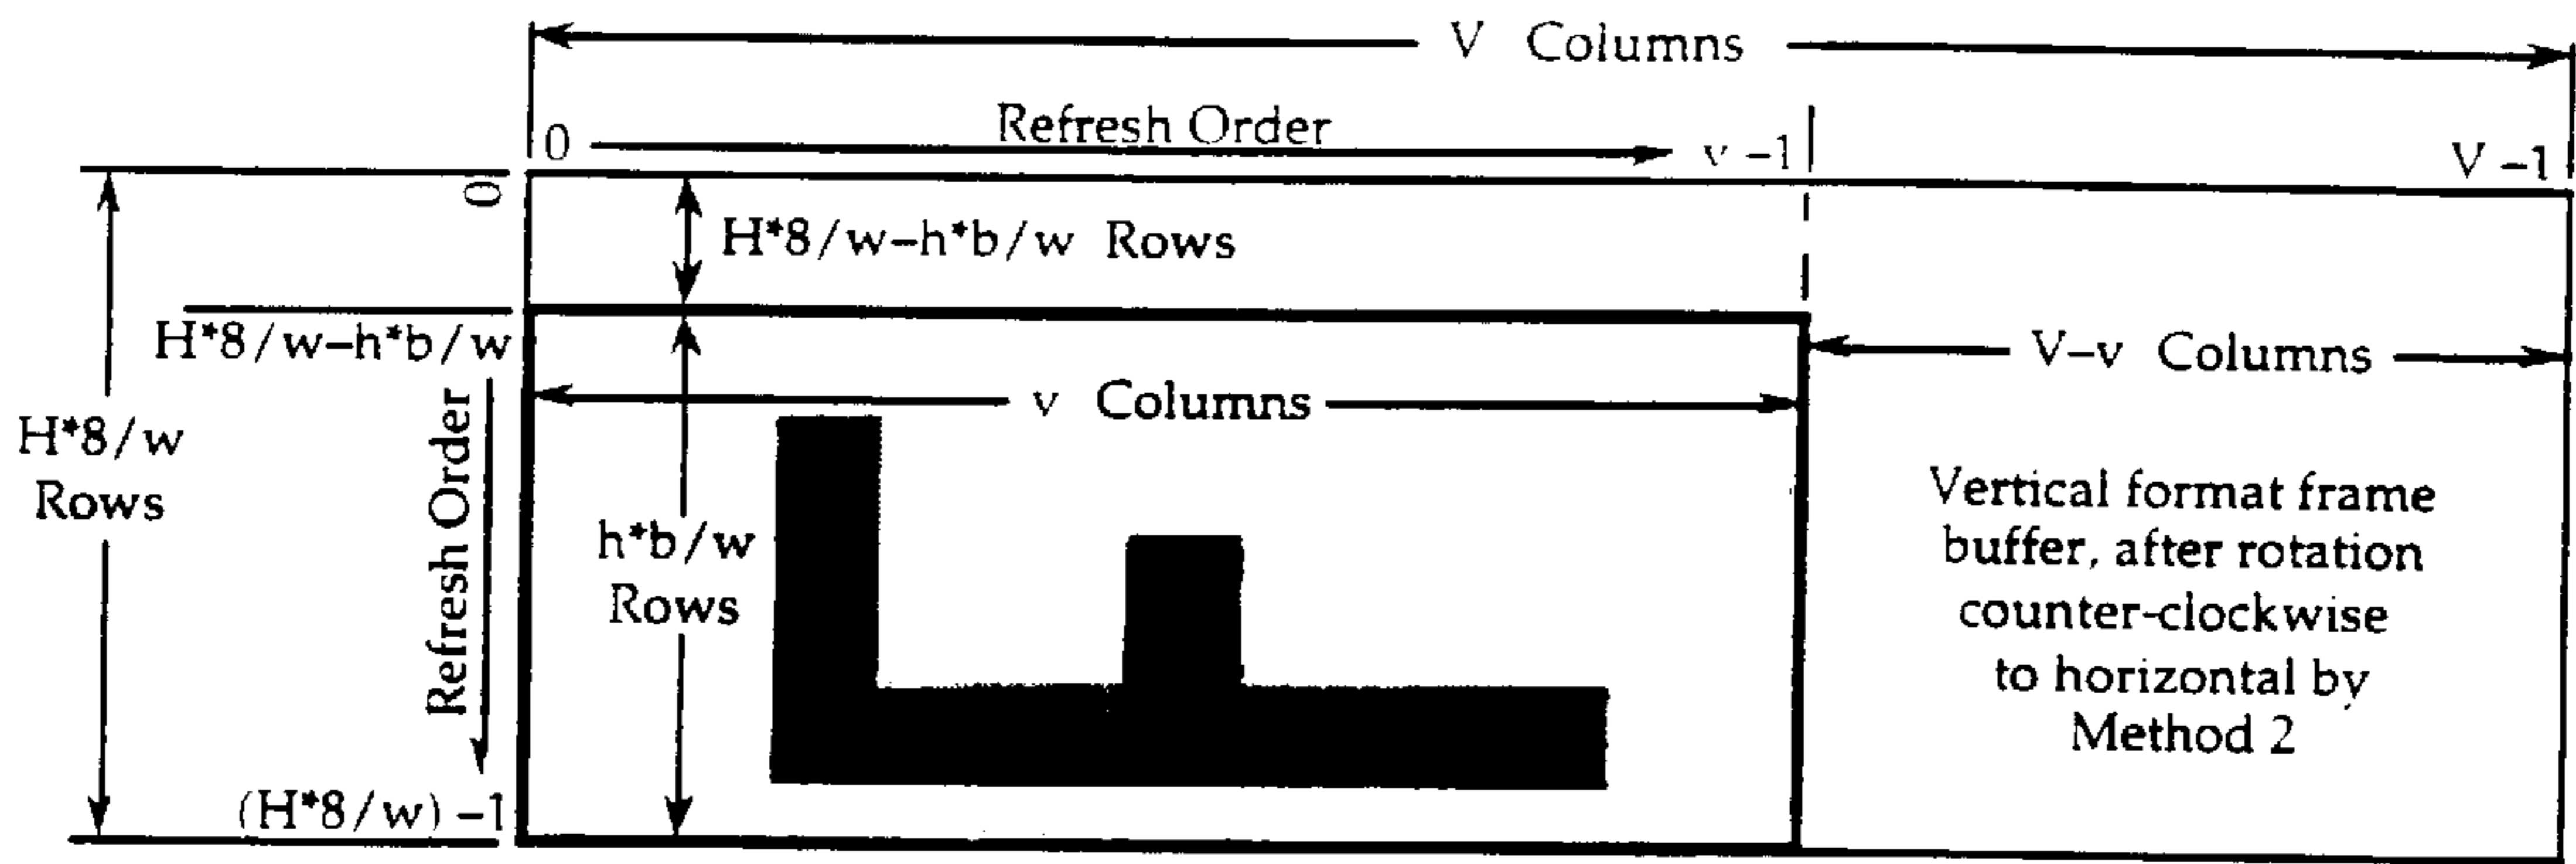 V Columns
Refresh Order
0
v –1
V –1
0
H*8/w–h*b/w Rows
H*8/w–h*b/w
V–v Columns
v Columns
H*8/w
Rows
Refresh Order
h*b/w
Rows
Vertical format frame
buffer, after rotation
counter-clockwise
to horizontal by
Method 2
(H*8/w) –1